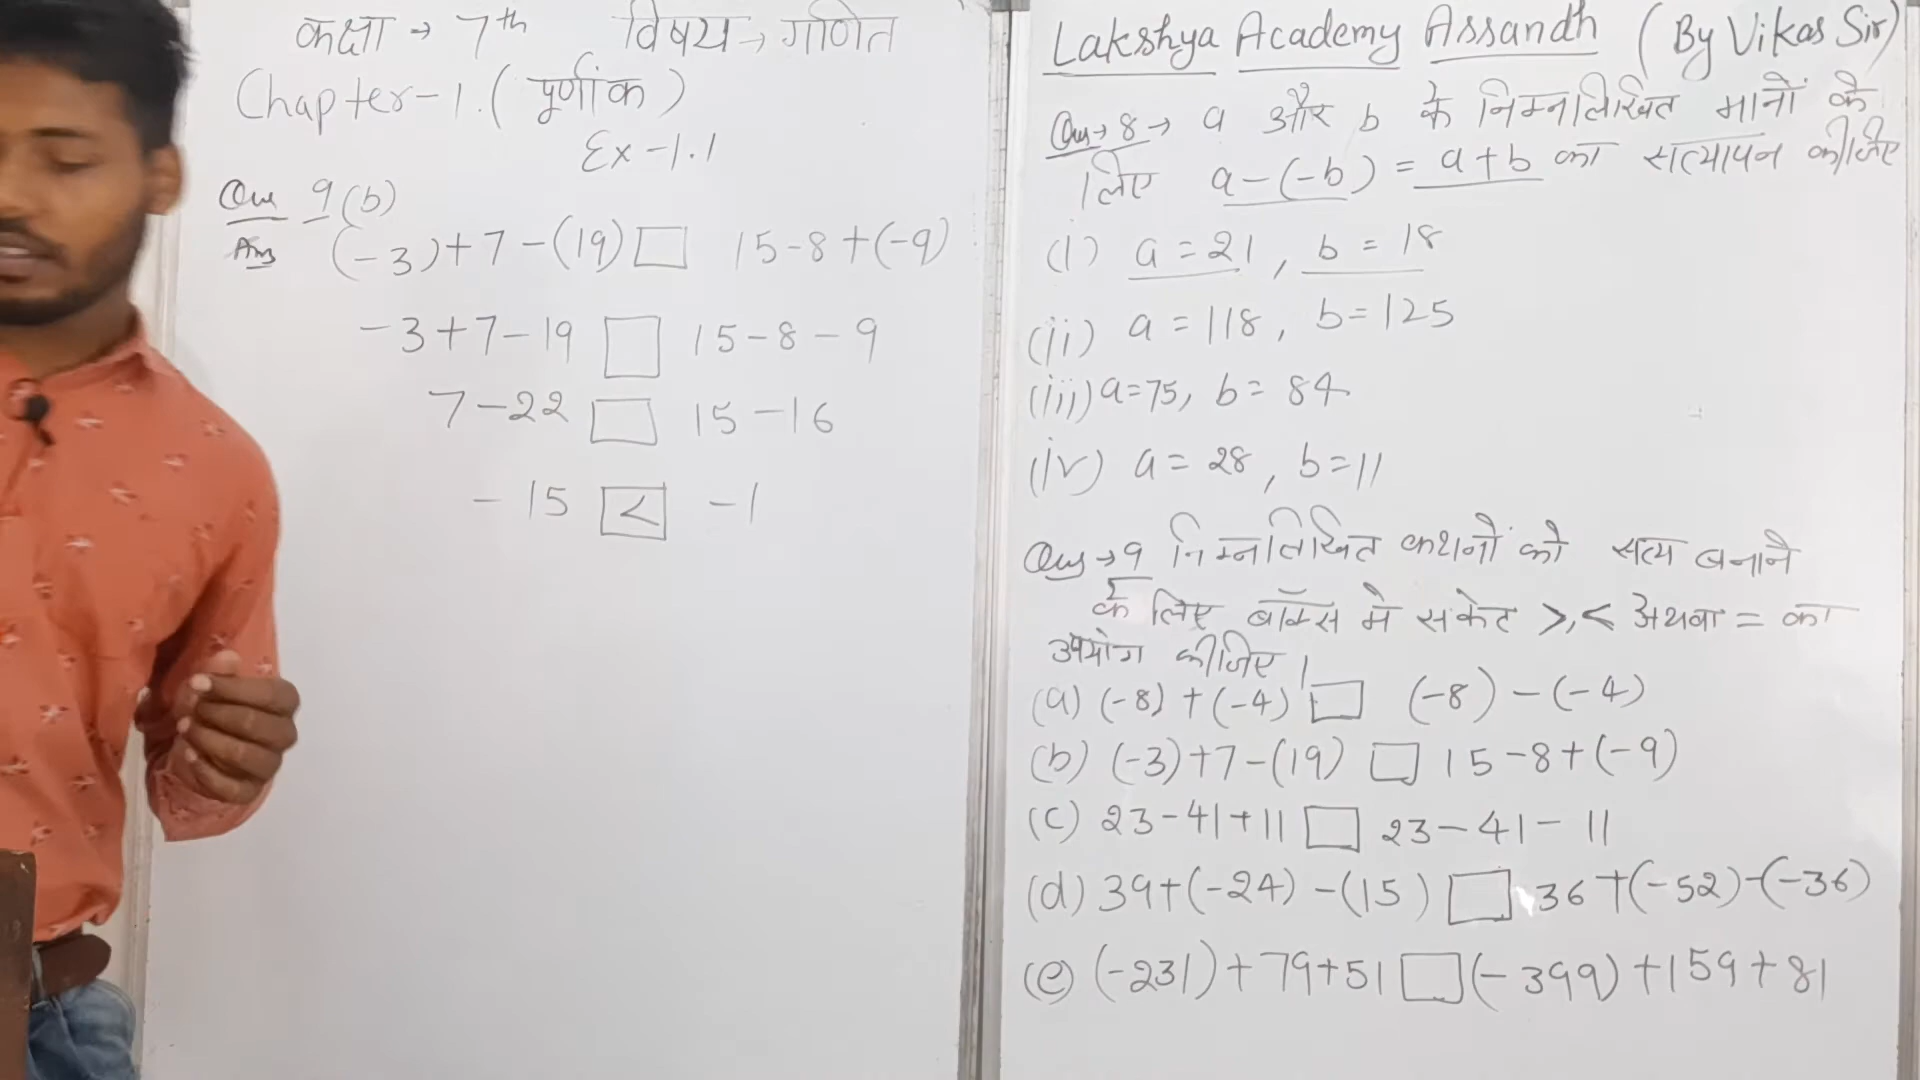 कक्षा → 7th विषय → गणित
Chapter-1.(पूर्णांक)
Ex-1.1
Que 9(b)
Ans (-3)+7-(19) □ 15-8+(-9)
-3+7-19 □ 15-8-9
7-22 □ 15-16
-15 < -1
Lakshya Academy Assandh (By Vikas Sir)
Que→8→ a और b के निम्नलिखित मानों के
लिए a-(-b) = a+b का सत्यापन कीजिए
(i) a=21, b=18
(ii) a=118, b=125
(iii) a=75, b=84
(iv) a=28, b=11
Que→9 निम्नलिखित कथनों को सत्य बनाने
के लिए बॉक्स मे सकेट >,< अथवा = का
उपयोग कीजिए।
(a) (-8)+(-4) □ (-8)-(-4)
(b) (-3)+7-(19) □ 15-8+(-9)
(c) 23-41+11 □ 23-41-11
(d) 39+(-24)-(15) □ 36+(-52)-(-36)
(e) (-231)+79+51 □ (-399)+159+81